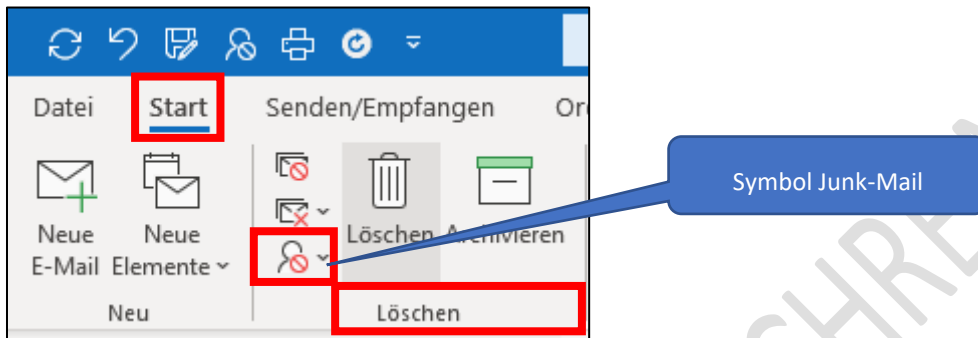 Datei Start Senden/Empfangen
Symbol Junk-Mail
Neue Neue Löschen Archivieren
E-Mail Elemente
Neu Löschen